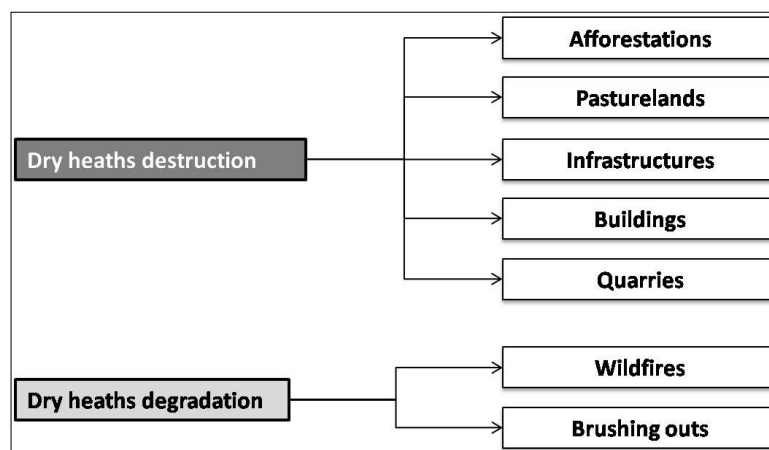 Afforestations
Pasturelands
Dry heaths destruction
Infrastructures
Buildings
Quarries
Wildfires
Dry heaths degradation
Brushing outs